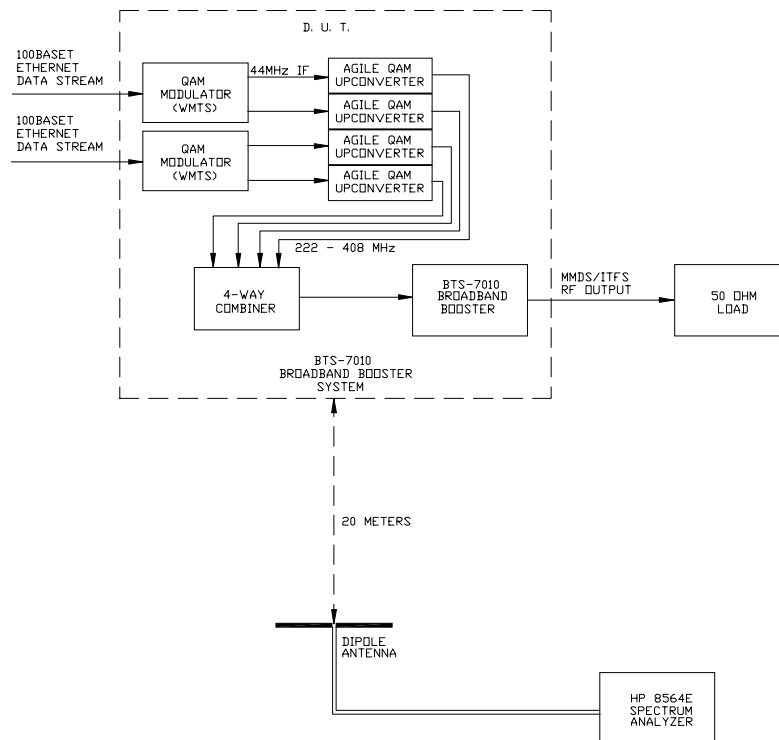 D. U. T.
100BASET
ETHERNET
DATA STREAM
QAM
MODULATOR
(WMTS)
44MHz IF
AGILE QAM
UPCONVERTER
AGILE QAM
UPCONVERTER
100BASET
ETHERNET
DATA STREAM
QAM
MODULATOR
(WMTS)
AGILE QAM
UPCONVERTER
AGILE QAM
UPCONVERTER
222 - 408 MHz
4-WAY
COMBINER
BTS-7010
BROADBAND
BOOSTER
MMDS/ITFS
RF OUTPUT
50 OHM
LOAD
BTS-7010
BROADBAND BOOSTER
SYSTEM
20 METERS
DIPOLE
ANTENNA
HP 8564E
SPECTRUM
ANALYZER